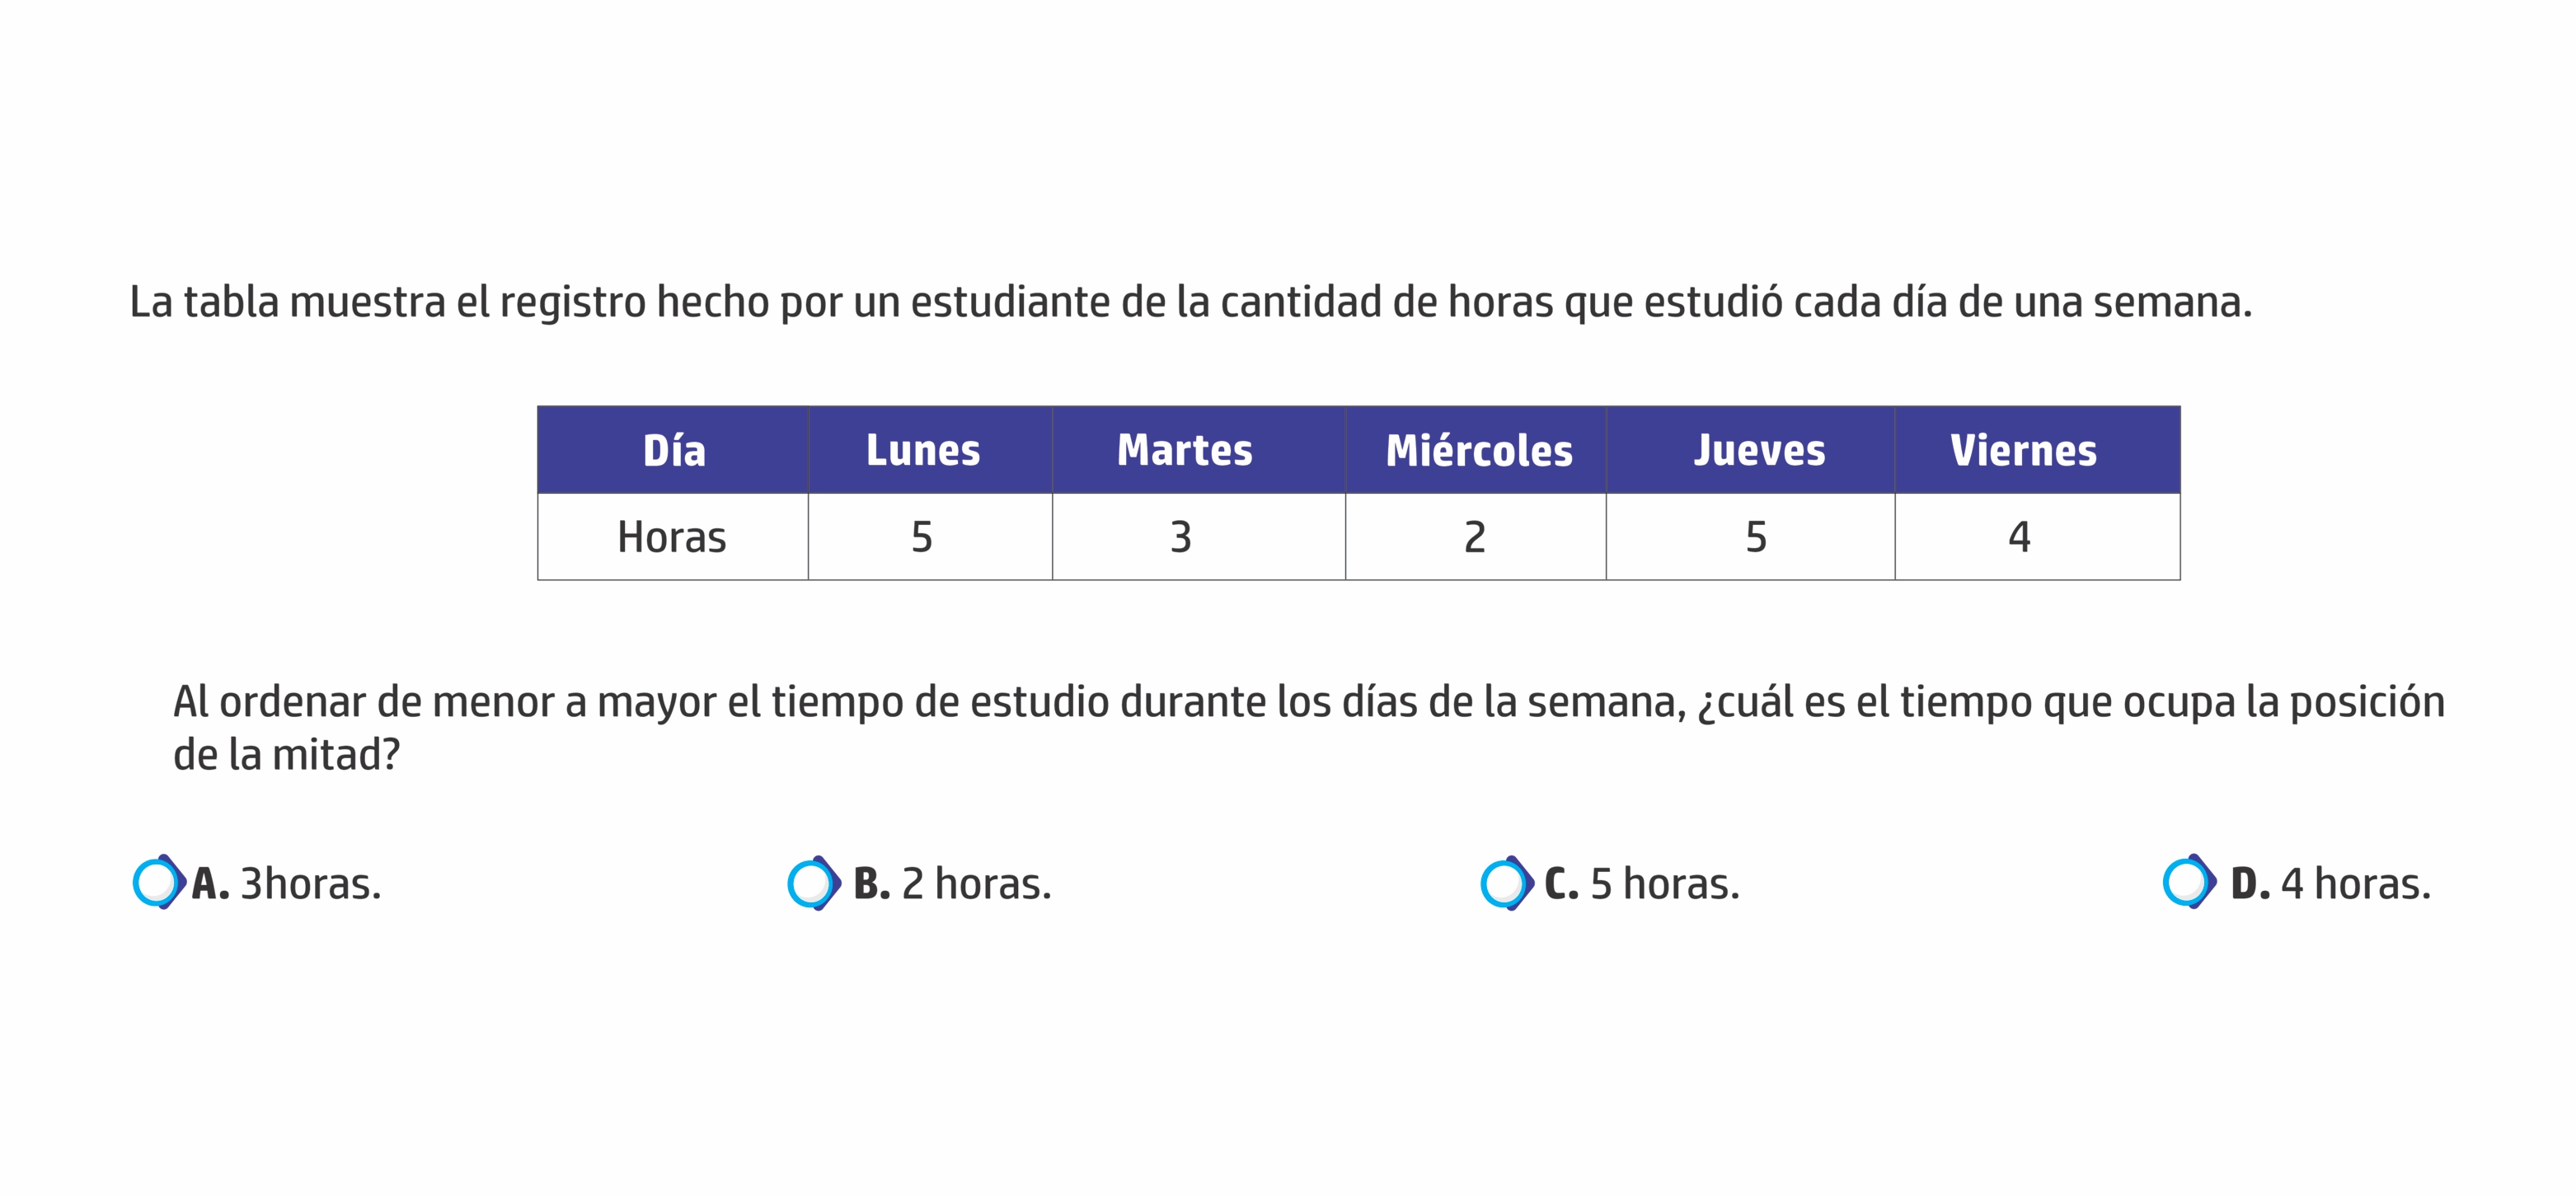 La tabla muestra el registro hecho por un estudiante de la cantidad de horas que estudió cada día de una semana.
Día Lunes Martes Miércoles Jueves Viernes
Horas 5 3 2 5 4
Al ordenar de menor a mayor el tiempo de estudio durante los días de la semana, ¿cuál es el tiempo que ocupa la posición
de la mitad?
A. 3horas. B. 2 horas. C. 5 horas. D. 4 horas.